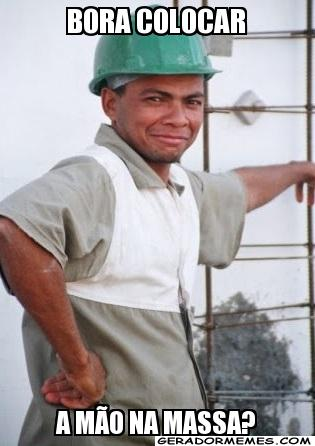 BORA COLOCAR
A MÃO NA MASSA?
GERADORMEMES.COM